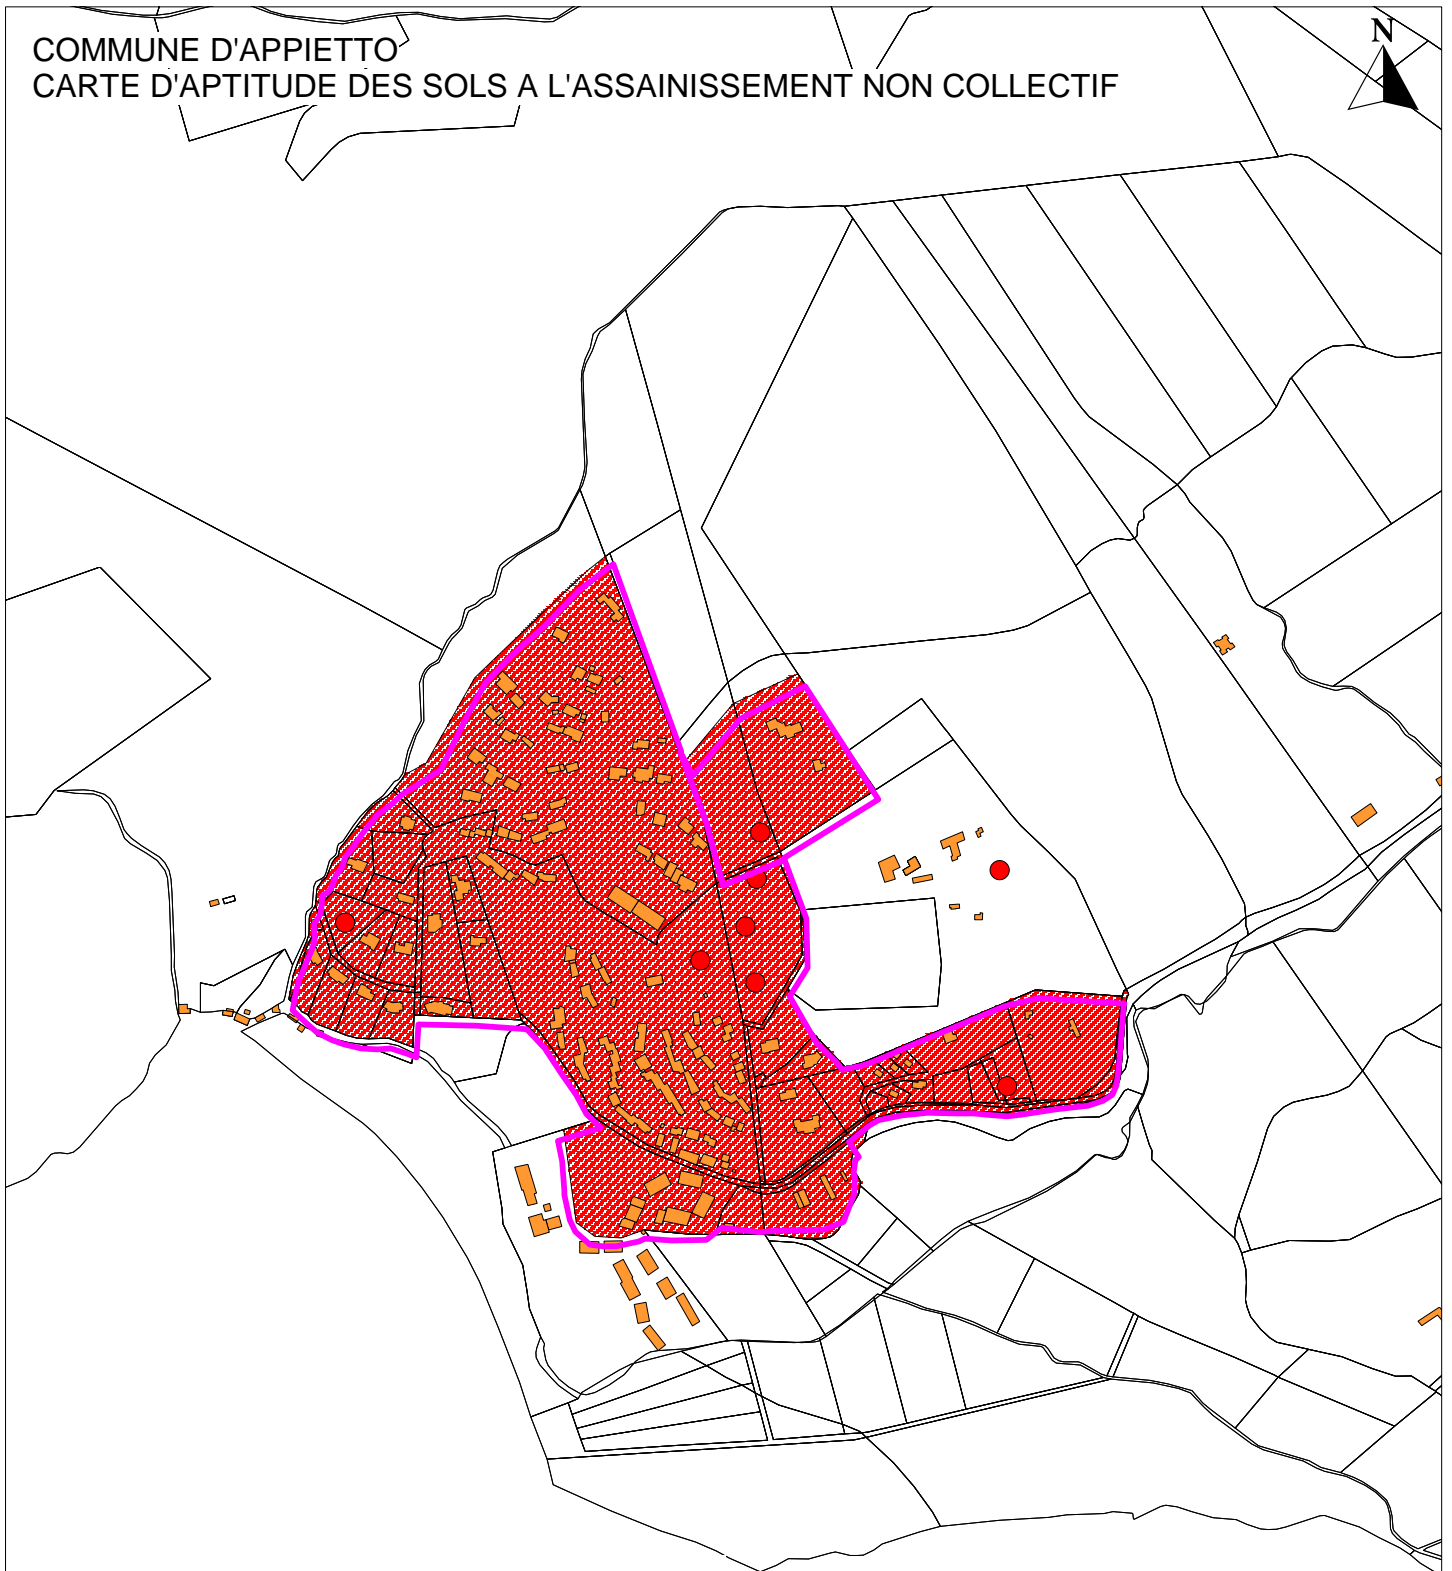 COMMUNE D'APPIETTO
CARTE D'APTITUDE DES SOLS A L'ASSAINISSEMENT NON COLLECTIF
N